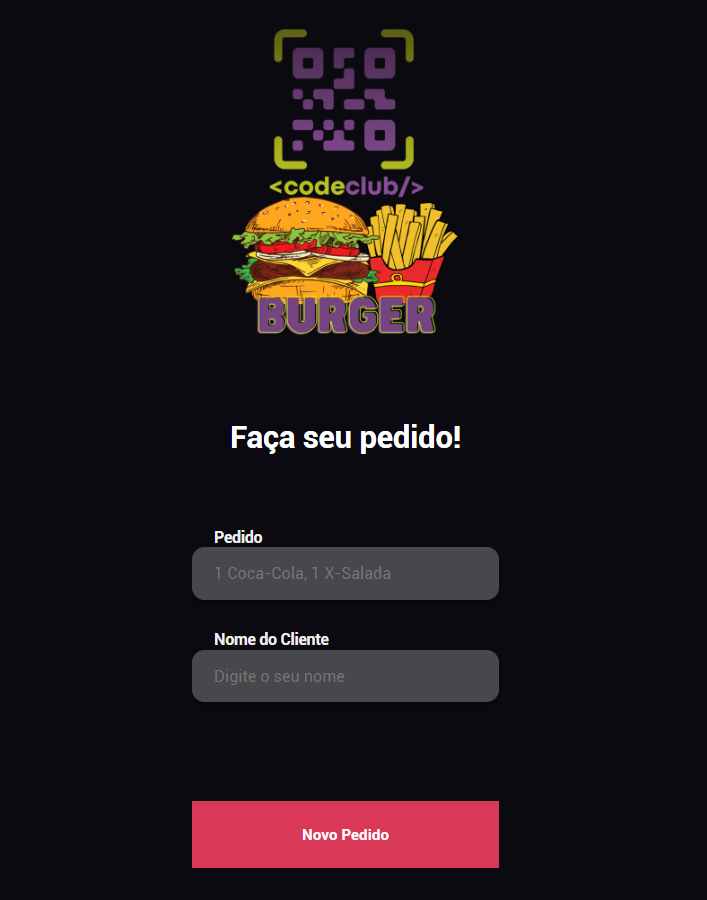 <codeclub/>
BURGER
Faça seu pedido!
Pedido
1 Coca-Cola, 1 X-Salada
Nome do Cliente
Digite o seu nome
Novo Pedido